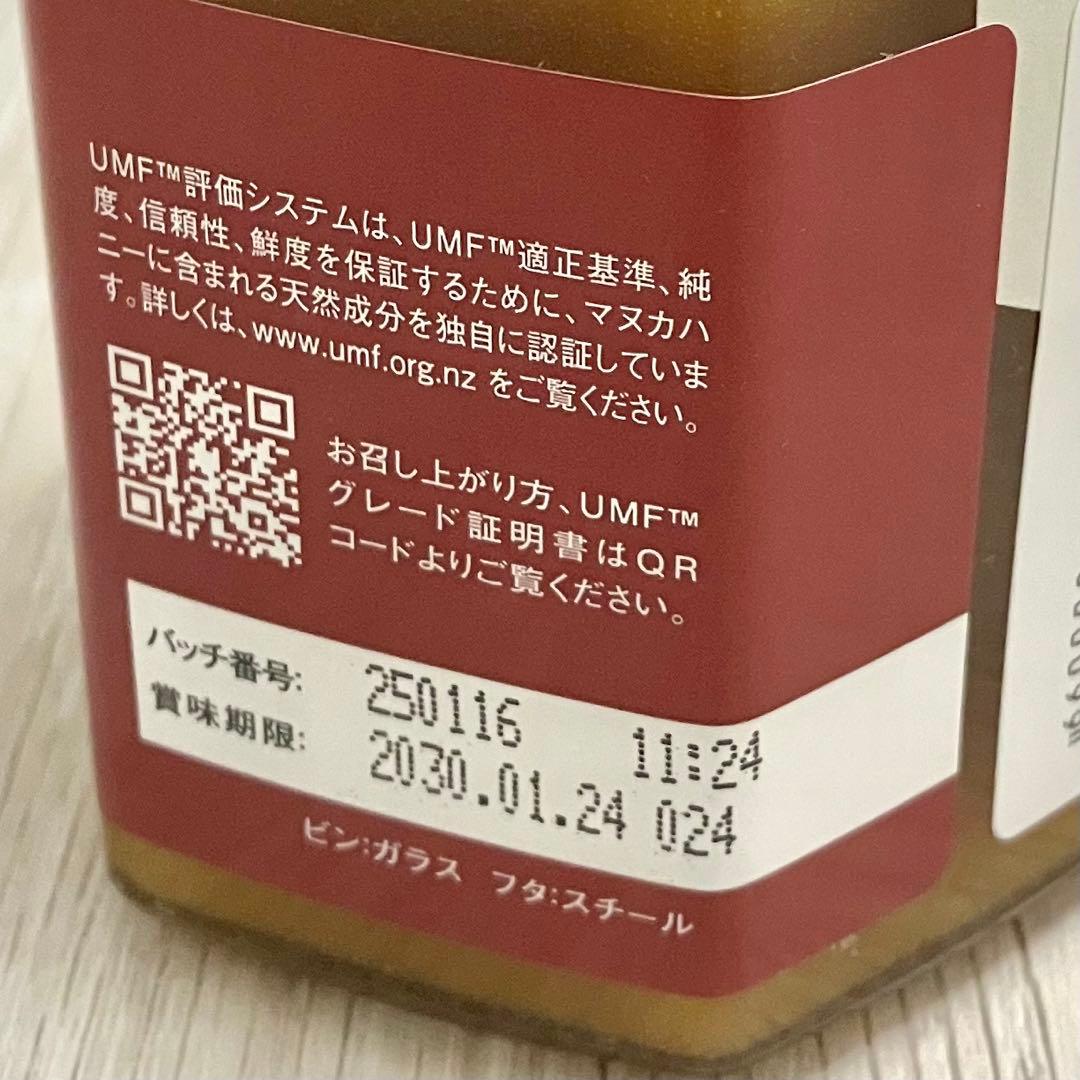 UMF™評価システムは、UMF™適正基準、純
度、信頼性、鮮度を保証するために、マヌカハ
ニーに含まれる天然成分を独自に認証していま
す。詳しくは、www.umf.org.nz をご覧ください。
お召し上がり方、UMF™
グレード証明書はQR
コードよりご覧ください。
バッチ番号: 250116 11:24
賞味期限: 2030.01.24 024
ビン:ガラス フタ:スチール